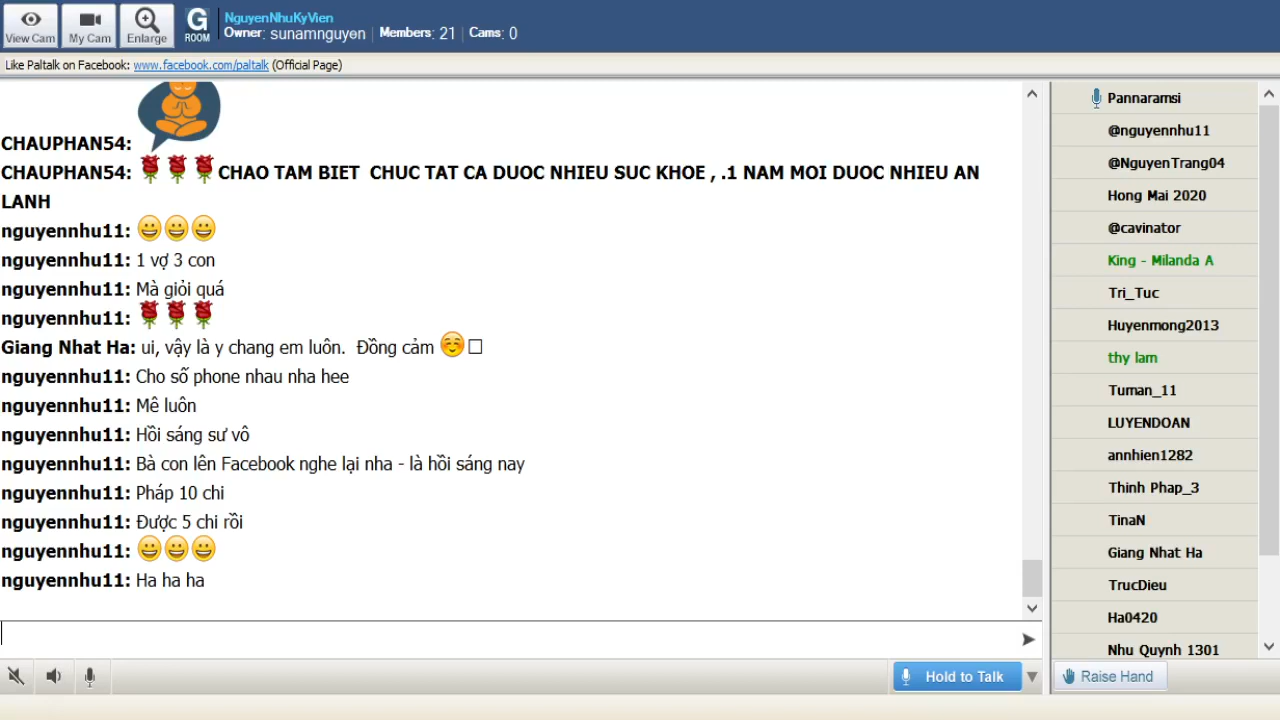 View Cam
My Cam
Enlarge
G
ROOM
NguyenNhuKyVien
Owner: sunamnguyen | Members: 21 | Cams: 0
Like Paltalk on Facebook: www.facebook.com/paltalk (Official Page)
CHAUPHAN54:
CHAUPHAN54: CHAO TAM BIET CHUC TAT CA DUOC NHIEU SUC KHOE , .1 NAM MOI DUOC NHIEU AN
LANH
nguyennhu11:
nguyennhu11: 1 vợ 3 con
nguyennhu11: Mà giỏi quá
nguyennhu11:
Giang Nhat Ha: ui, vậy là y chang em luôn. Đồng cảm
nguyennhu11: Cho số phone nhau nha hee
nguyennhu11: Mê luôn
nguyennhu11: Hồi sáng sư vô
nguyennhu11: Bà con lên Facebook nghe lại nha - là hồi sáng nay
nguyennhu11: Pháp 10 chi
nguyennhu11: Được 5 chi rồi
nguyennhu11:
nguyennhu11: Ha ha ha
Hold to Talk
Pannaramsi
@nguyennhu11
@NguyenTrang04
Hong Mai 2020
@cavinator
King - Milanda A
Tri_Tuc
Huyenmong2013
thy lam
Tuman_11
LUYENDOAN
annhien1282
Thinh Phap_3
TinaN
Giang Nhat Ha
TrucDieu
Ha0420
Nhu Quynh 1301
Raise Hand